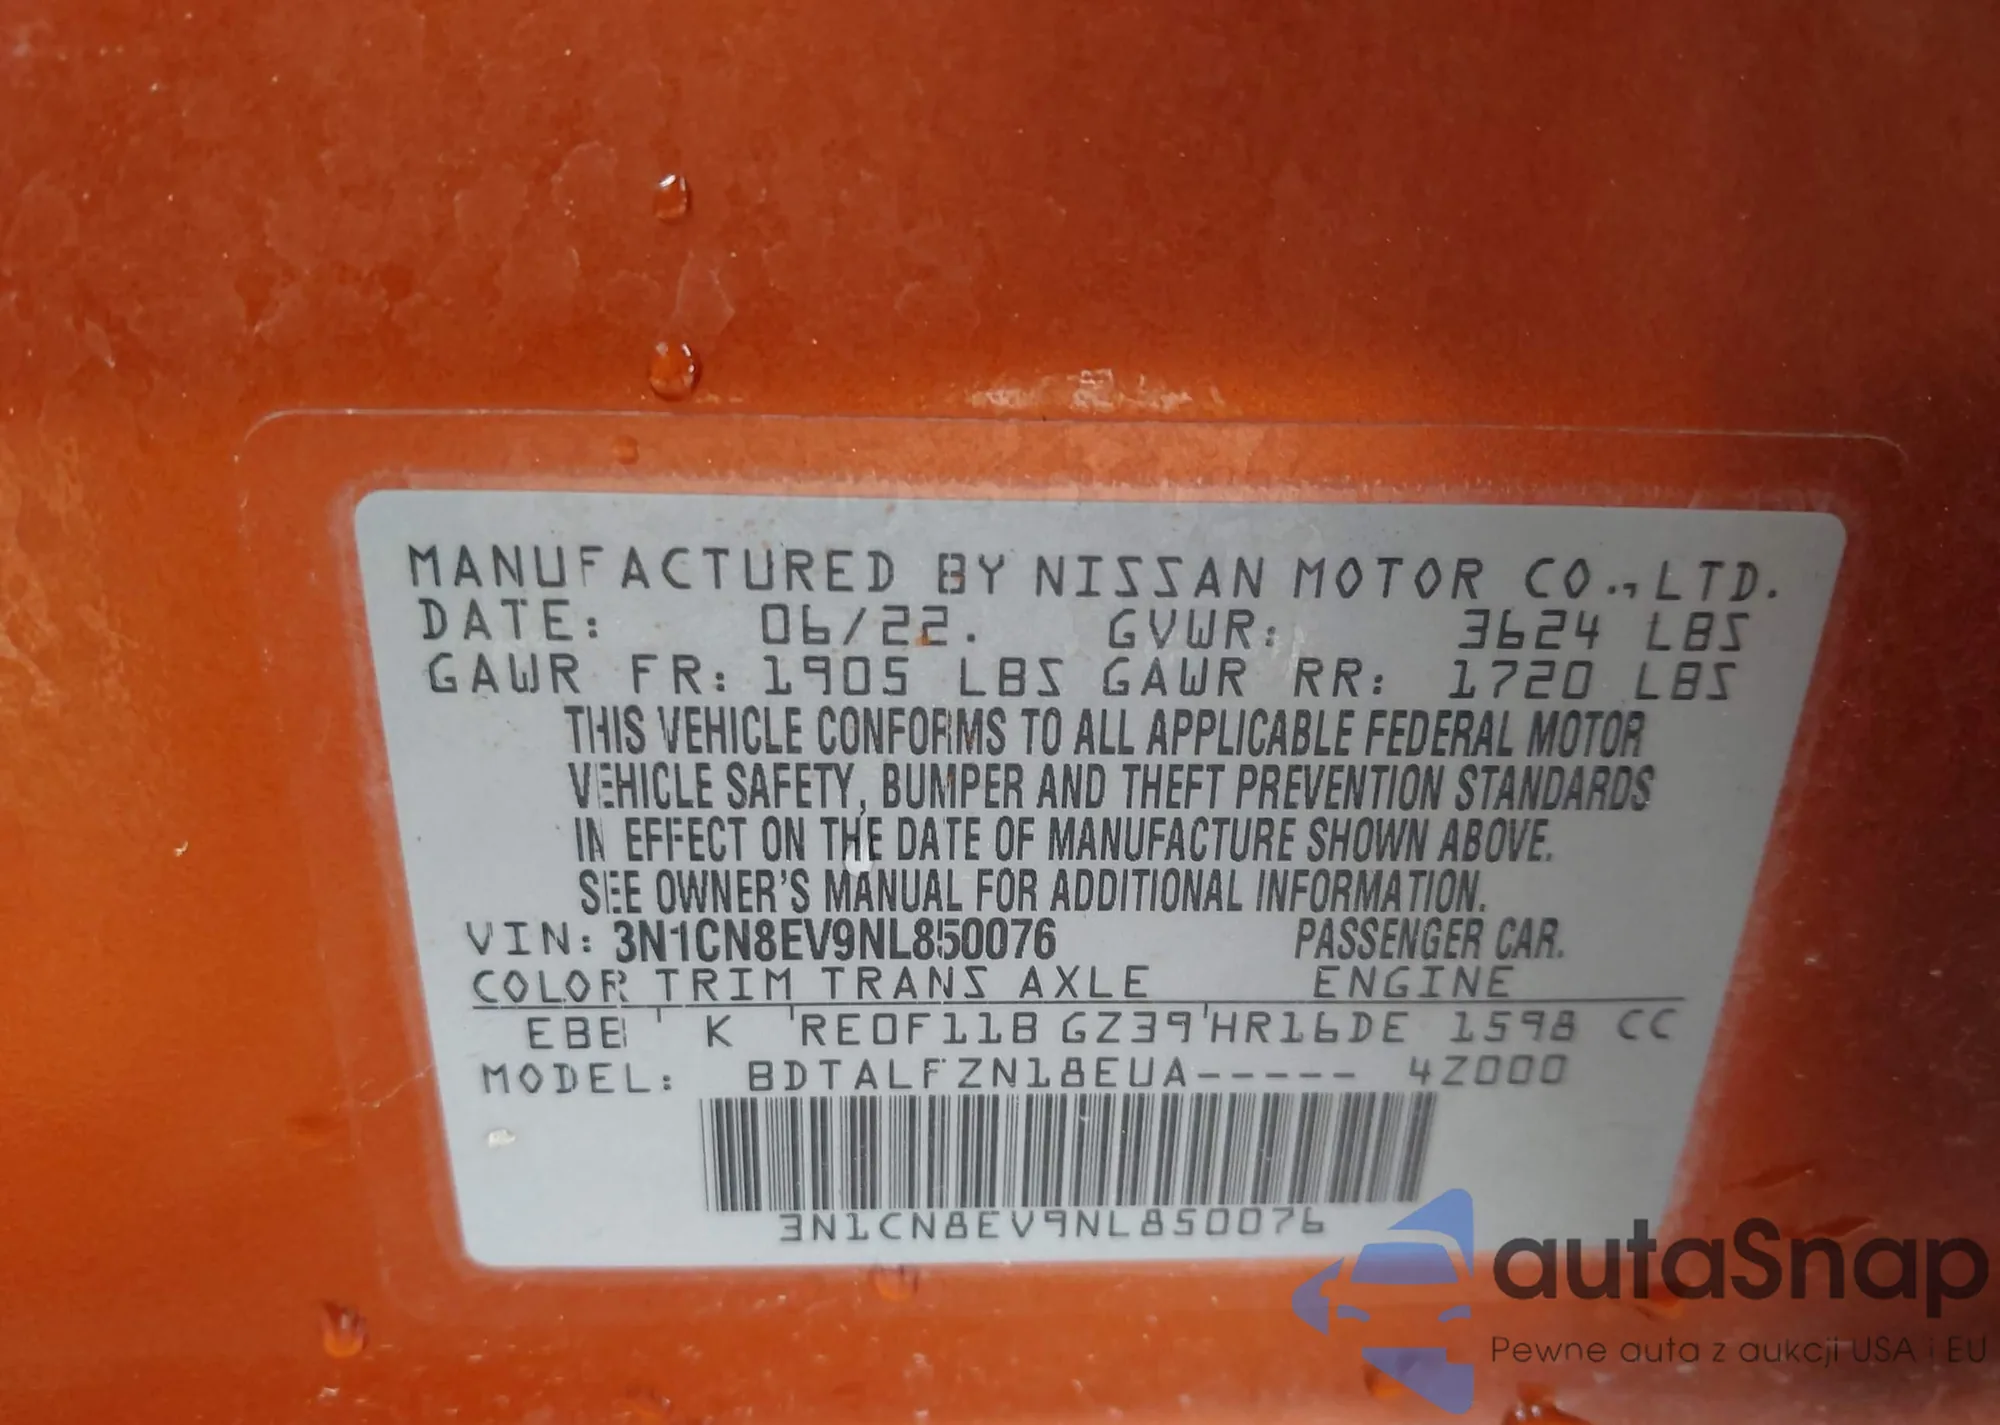 MANUFACTURED BY NISSAN MOTOR CO.,LTD.
DATE: 06/22. GVWR: 3624 LBS
GAWR FR: 1905 LBS GAWR RR: 1720 LBS
THIS VEHICLE CONFORMS TO ALL APPLICABLE FEDERAL MOTOR
VEHICLE SAFETY, BUMPER AND THEFT PREVENTION STANDARDS
IN EFFECT ON THE DATE OF MANUFACTURE SHOWN ABOVE.
SEE OWNER'S MANUAL FOR ADDITIONAL INFORMATION.
VIN: 3N1CN8EV9NL850076 PASSENGER CAR.
COLOR TRIM TRANS AXLE ENGINE
EBB K RE0F11B GZ39 HR16DE 1598 CC
MODEL: BDTALFZN18EUA----- 4Z000
3N1CN8EV9NL850076
autaSnap
Pewne auta z aukcji USA i EU